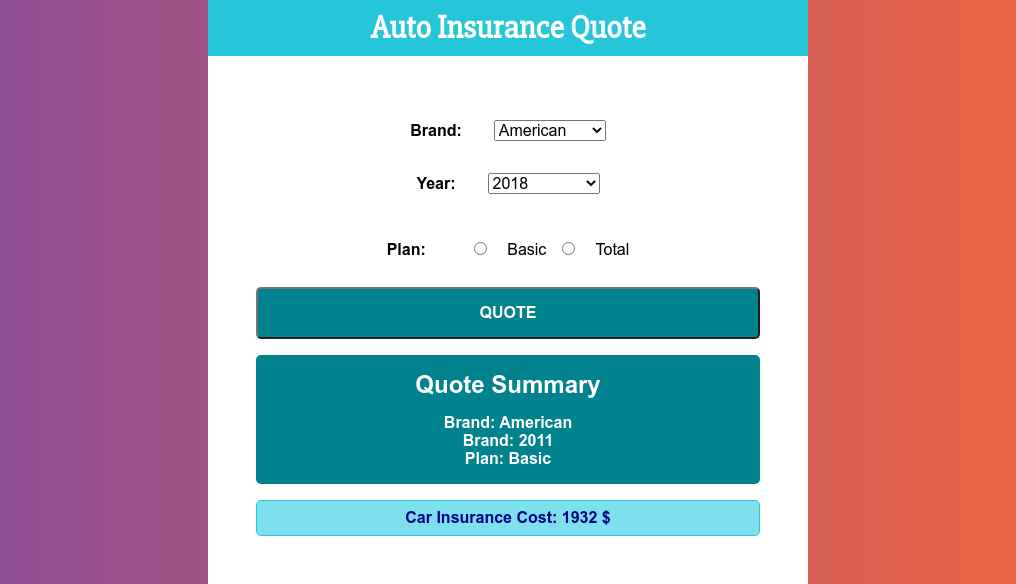 Auto Insurance Quote
Brand: American
Year: 2018
Plan: Basic Total
QUOTE
Quote Summary
Brand: American
Brand: 2011
Plan: Basic
Car Insurance Cost: 1932 $